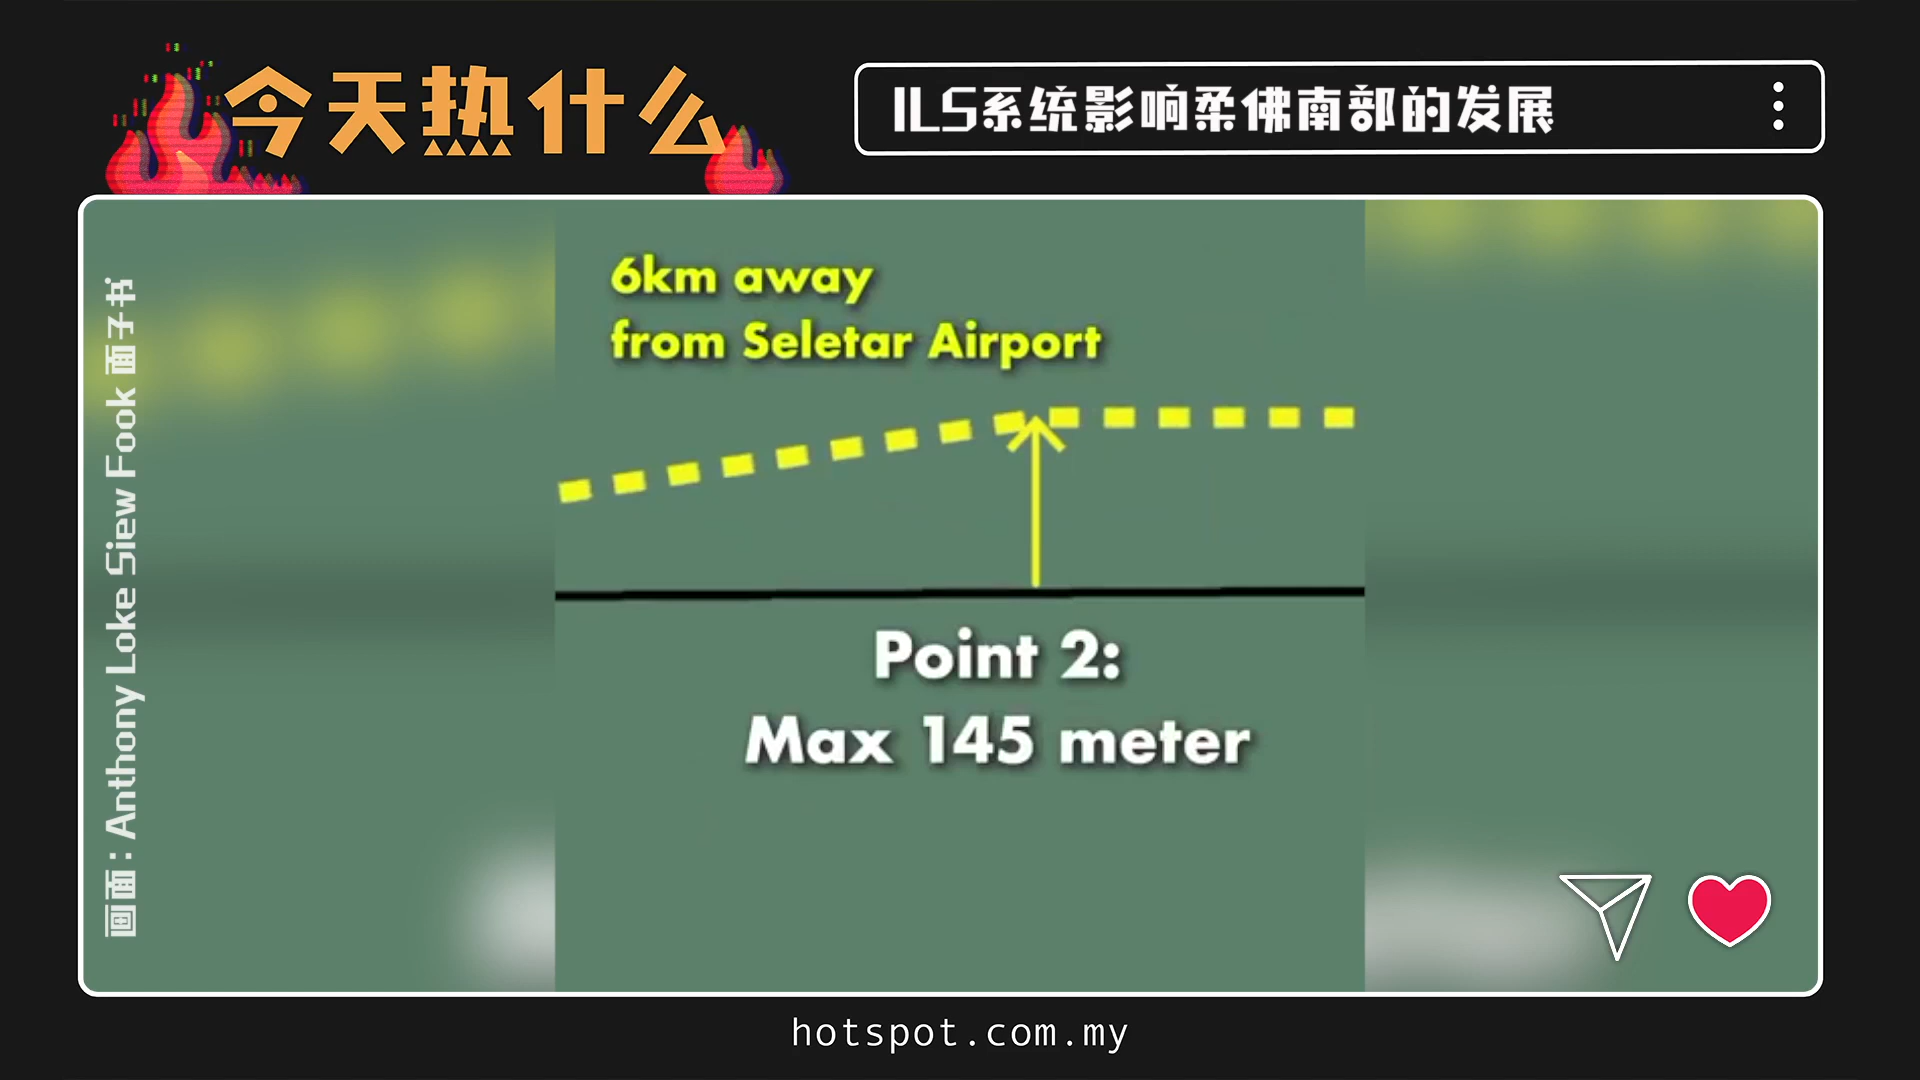 今天热什么
ILS系统影响柔佛南部的发展
6km away
from Seletar Airport
Point 2:
Max 145 meter
画面：Anthony Loke Siew Fook 面子书
hotspot.com.my